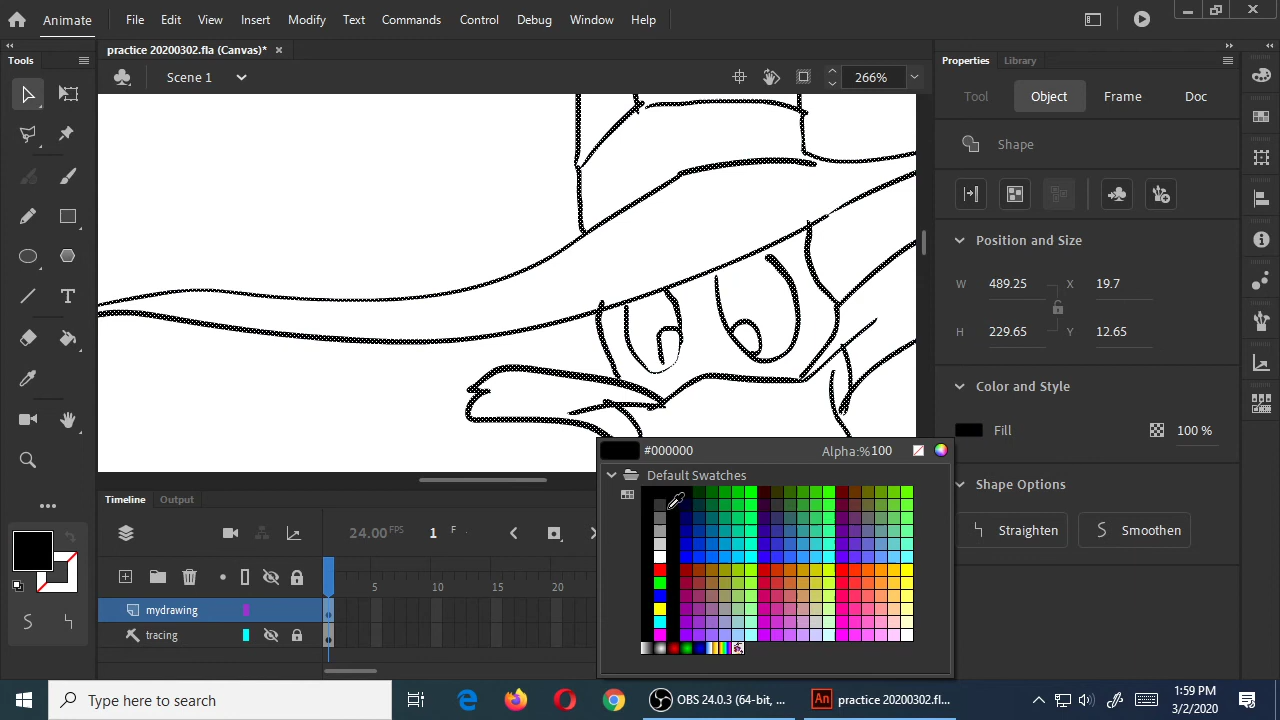 Animate File Edit View Insert Modify Text Commands Control Debug Window Help
practice 20200302.fla (Canvas)* ×
Tools
Scene 1
266%
Properties Library
Tool Object Frame Doc
Shape
Position and Size
W 489.25 X 19.7
H 229.65 Y 12.65
Color and Style
Fill 100 %
Shape Options
Straighten Smoothen
#000000 Alpha:% 100
Default Swatches
Timeline Output
24.00 FPS 1 F
5 10 15 20
mydrawing
tracing
Type here to search
OBS 24.0.3 (64-bit, ...
An practice 20200302.fl...
1:59 PM
3/2/2020